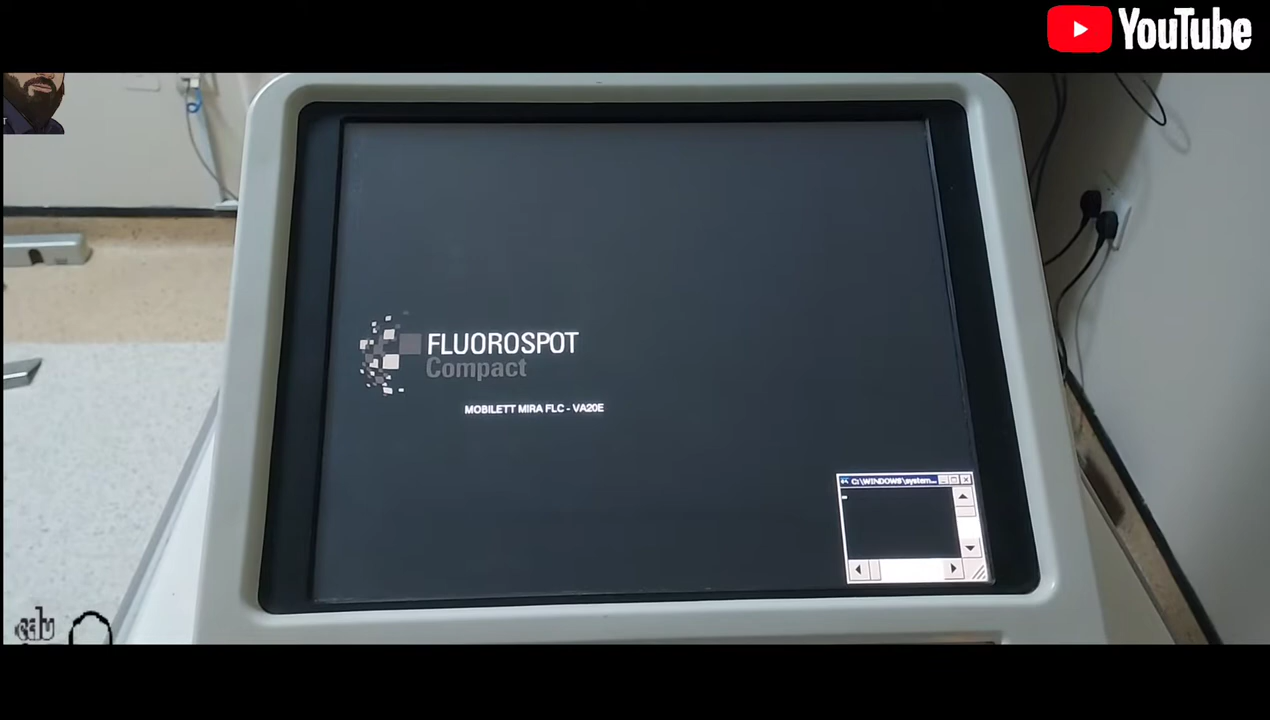 YouTube
FLUOROSPOT
Compact
MOBILETT MIRA FLC - VA20E
C:\WINDOWS\system...